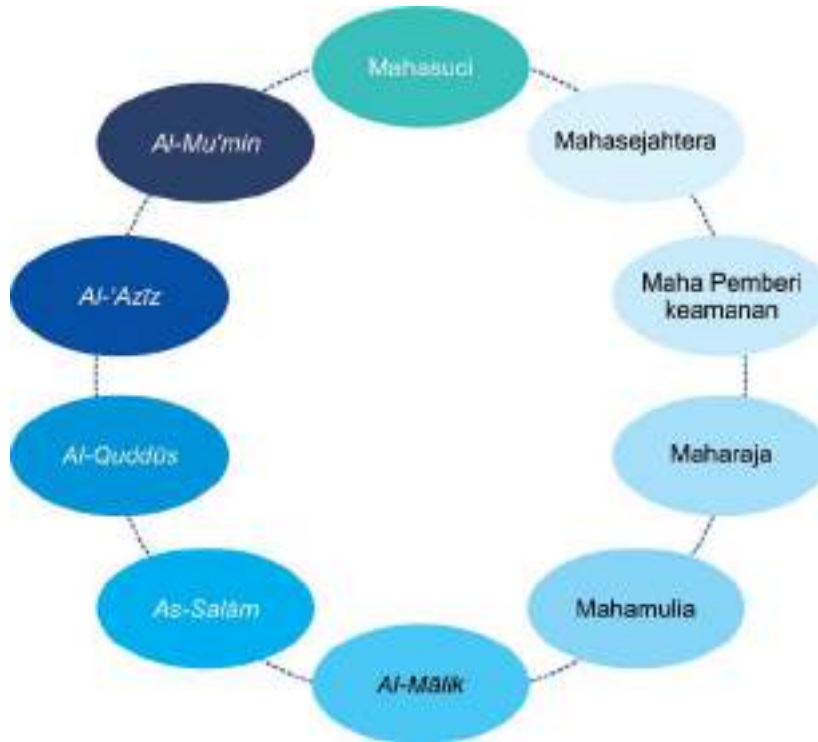 Mahasuci
Mahasejahtera
Maha Pemberi
keamanan
Maharaja
Mahamulia
Al-Mālik
As-Salām
Al-Quddūs
Al-'Azīz
Al-Mu'min